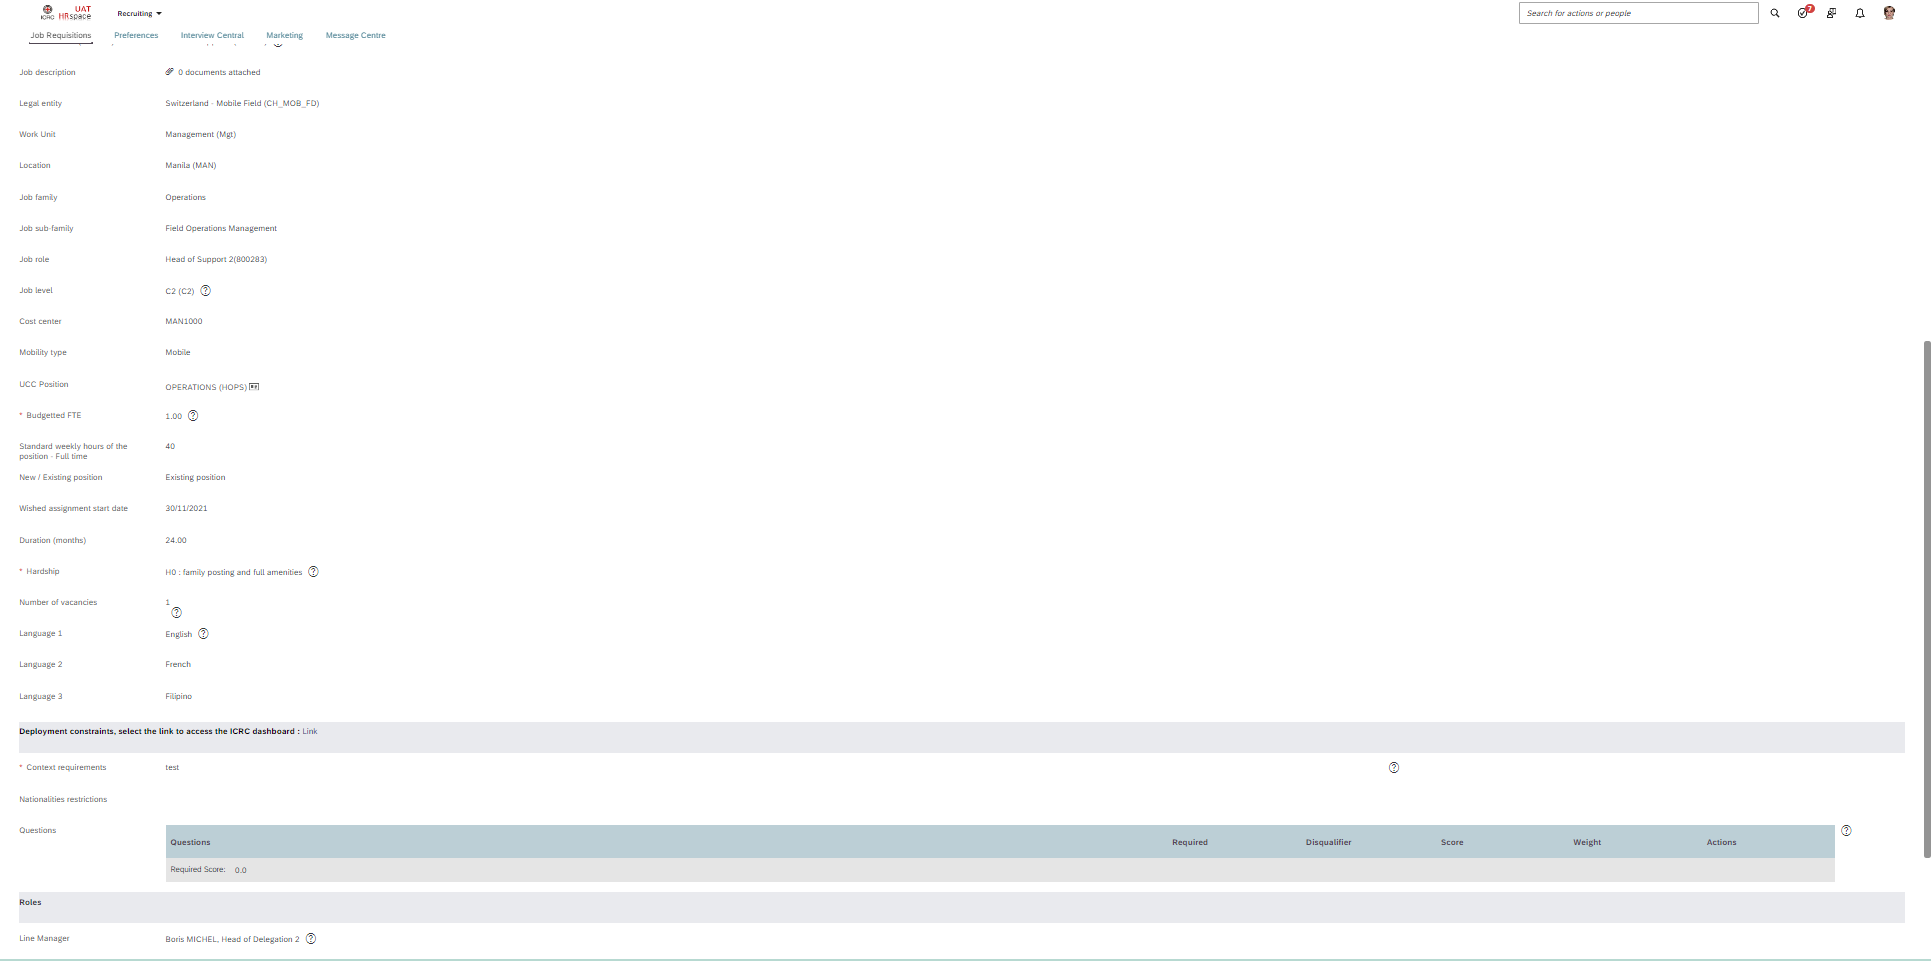 ICRC
UAT
HRspace
Recruiting
Search for actions or people
7
Job Requisitions
Preferences
Interview Central
Marketing
Message Centre
Job description
0 documents attached
Legal entity
Switzerland - Mobile Field (CH_MOB_FD)
Work Unit
Management (Mgt)
Location
Manila (MAN)
Job family
Operations
Job sub-family
Field Operations Management
Job role
Head of Support 2(800283)
Job level
C2 (C2)
Cost center
MAN1000
Mobility type
Mobile
UCC Position
OPERATIONS (HOPS)
* Budgetted FTE
1.00
Standard weekly hours of the
position - Full time
40
New / Existing position
Existing position
Wished assignment start date
30/11/2021
Duration (months)
24.00
* Hardship
H0 : family posting and full amenities
Number of vacancies
1
Language 1
English
Language 2
French
Language 3
Filipino
Deployment constraints, select the link to access the ICRC dashboard : Link
* Context requirements
test
Nationalities restrictions
Questions
Questions
Required
Disqualifier
Score
Weight
Actions
Required Score: 0.0
Roles
Line Manager
Boris MICHEL, Head of Delegation 2